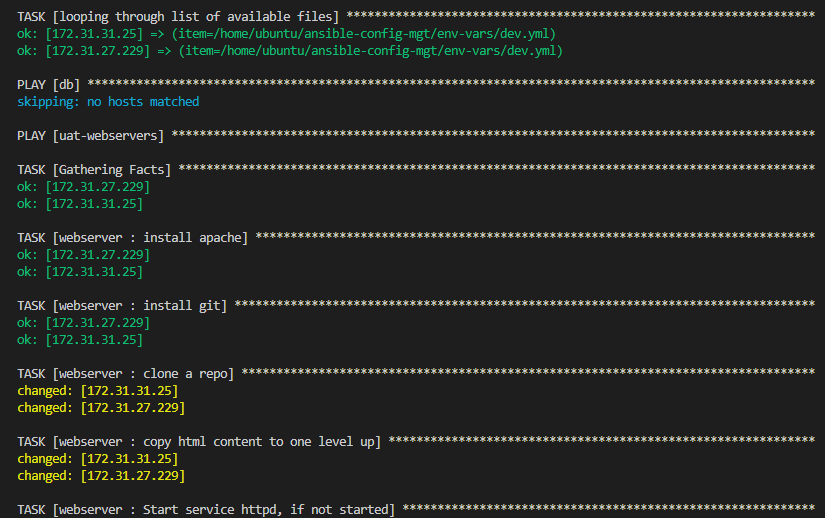 TASK [looping through list of available files] *******************************************************************
ok: [172.31.31.25] => (item=/home/ubuntu/ansible-config-mgt/env-vars/dev.yml)
ok: [172.31.27.229] => (item=/home/ubuntu/ansible-config-mgt/env-vars/dev.yml)
PLAY [db] ********************************************************************************************************
skipping: no hosts matched
PLAY [uat-webservers] ********************************************************************************************
TASK [Gathering Facts] *******************************************************************************************
ok: [172.31.27.229]
ok: [172.31.31.25]
TASK [webserver : install apache] ********************************************************************************
ok: [172.31.27.229]
ok: [172.31.31.25]
TASK [webserver : install git] ***********************************************************************************
ok: [172.31.27.229]
ok: [172.31.31.25]
TASK [webserver : clone a repo] **********************************************************************************
changed: [172.31.31.25]
changed: [172.31.27.229]
TASK [webserver : copy html content to one level up] *************************************************************
changed: [172.31.31.25]
changed: [172.31.27.229]
TASK [webserver : Start service httpd, if not started] ***********************************************************